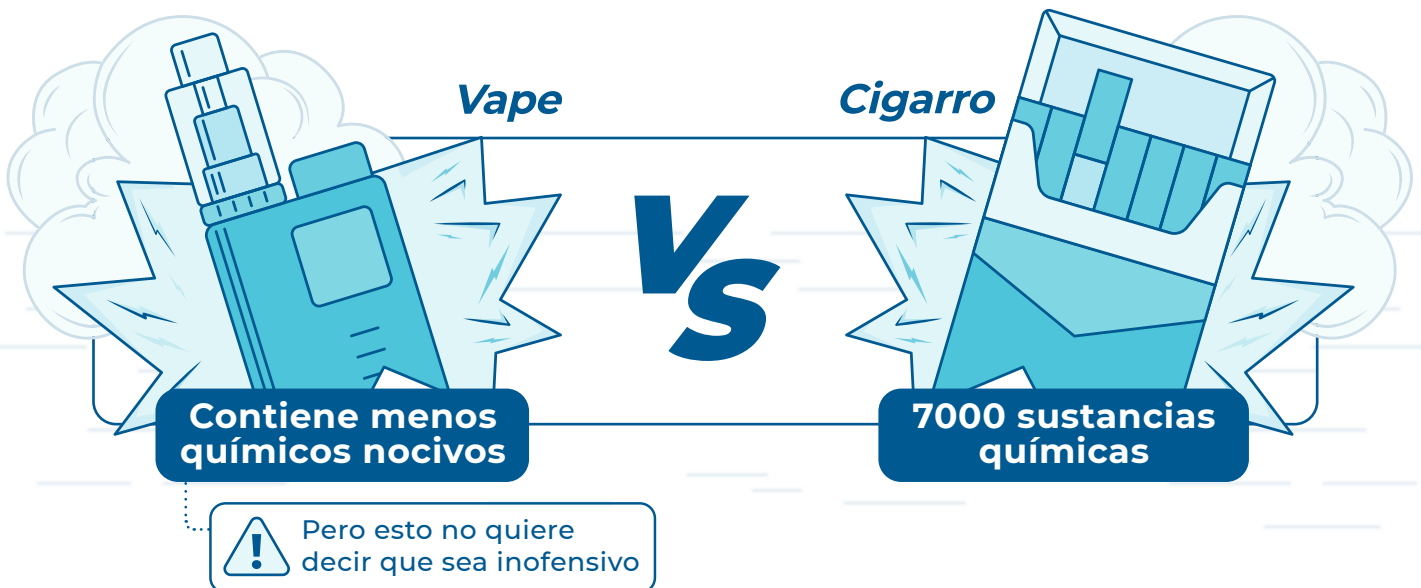 Vape
Cigarro
VS
Contiene menos
químicos nocivos
7000 sustancias
químicas
Pero esto no quiere
decir que sea inofensivo